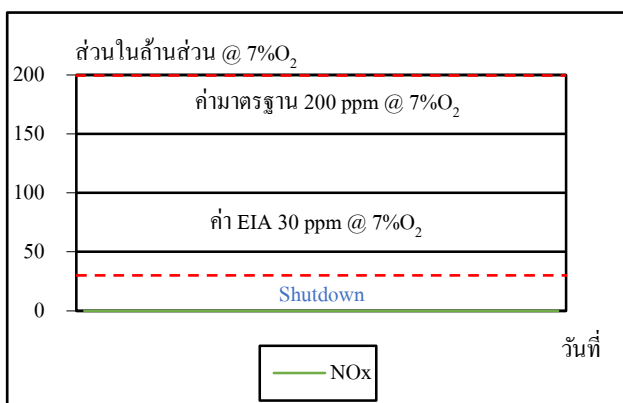 ส่วนในล้านส่วน @ 7%O₂
200
ค่ามาตรฐาน 200 ppm @ 7%O₂
150
100
ค่า EIA 30 ppm @ 7%O₂
50
Shutdown
0
วันที่
NOx